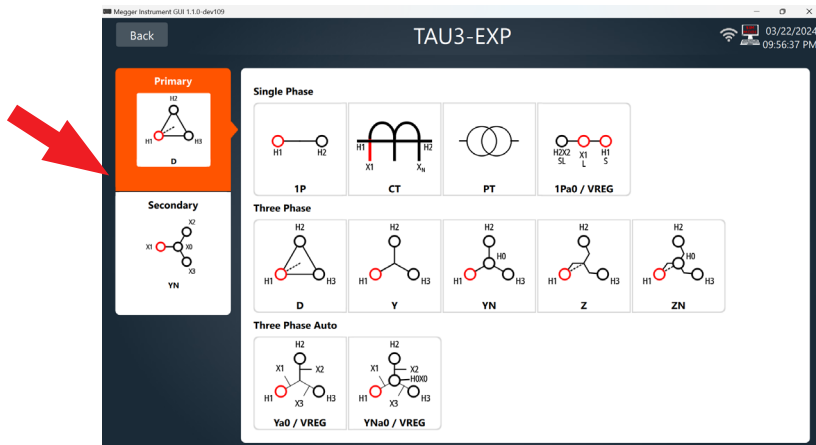 Megger Instrument GUI 1.1.0-dev109
Back
TAU3-EXP
03/22/2024
09:56:37 PM
Primary
H2
H1
H3
D
Secondary
X2
X1
X0
X3
YN
Single Phase
H1
H2
1P
H1
H2
X1
XN
CT
PT
H2X2
SL
X1
L
H1
S
1Pa0 / VREG
Three Phase
H2
H1
H3
D
H2
H1
H3
Y
H2
H0
H1
H3
YN
H2
H1
H3
Z
H2
H0
H1
H3
ZN
Three Phase Auto
H2
X1
X2
H1
X3
H3
Ya0 / VREG
H2
X1
X2
H0X0
H1
X3
H3
YNa0 / VREG